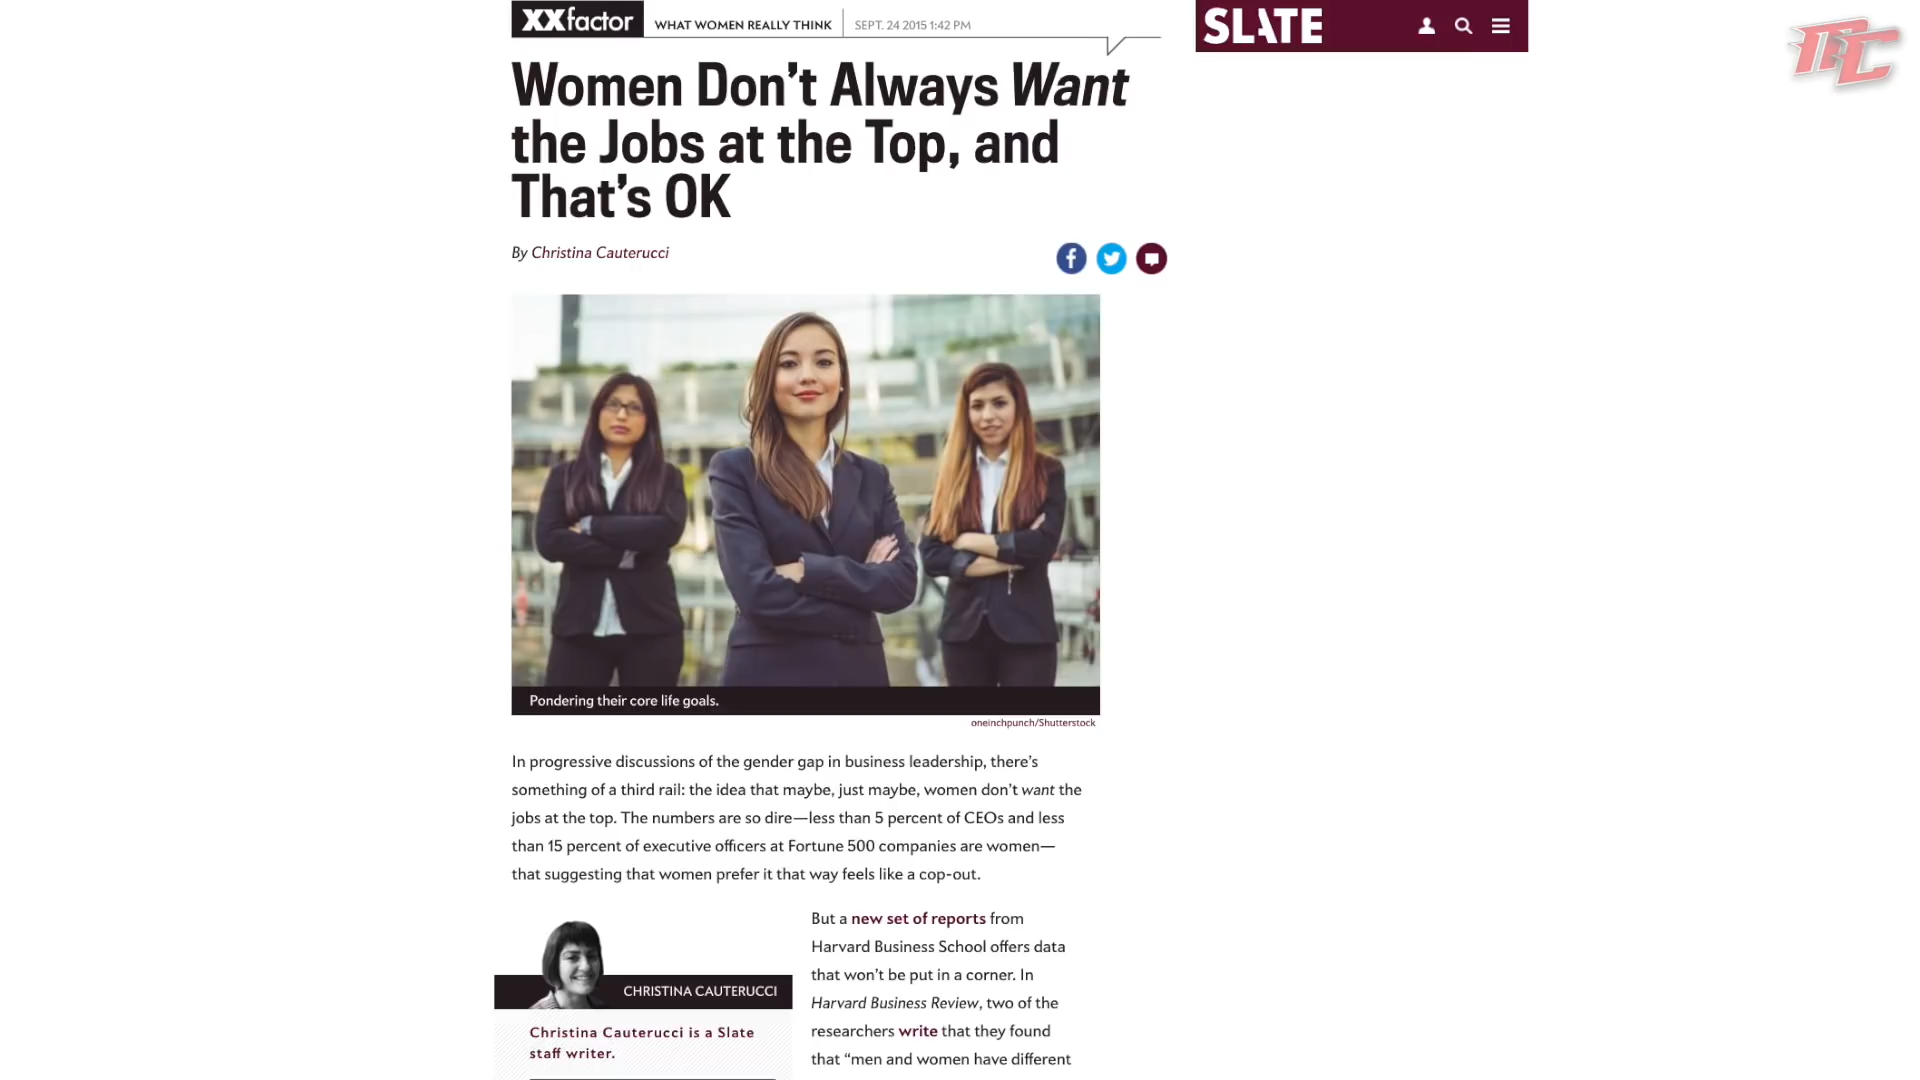 XXfactor WHAT WOMEN REALLY THINK SEPT. 24 2015 1:42 PM
SLATE
Women Don’t Always Want
the Jobs at the Top, and
That’s OK
By Christina Cauterucci
Pondering their core life goals.
oneinchpunch/Shutterstock
In progressive discussions of the gender gap in business leadership, there’s
something of a third rail: the idea that maybe, just maybe, women don’t want the
jobs at the top. The numbers are so dire—less than 5 percent of CEOs and less
than 15 percent of executive officers at Fortune 500 companies are women—
that suggesting that women prefer it that way feels like a cop-out.
CHRISTINA CAUTERUCCI
Christina Cauterucci is a Slate
staff writer.
But a new set of reports from
Harvard Business School offers data
that won’t be put in a corner. In
Harvard Business Review, two of the
researchers write that they found
that “men and women have different